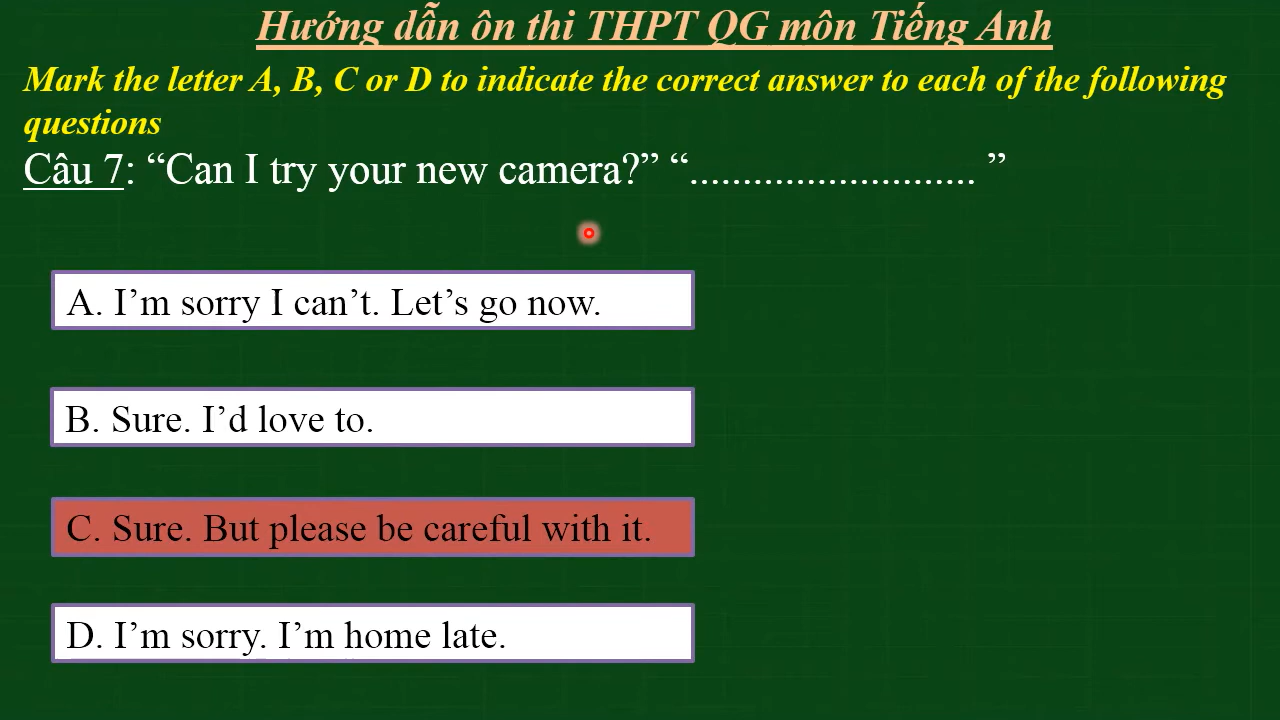 Hướng dẫn ôn thi THPT QG môn Tiếng Anh
Mark the letter A, B, C or D to indicate the correct answer to each of the following
questions
Câu 7: “Can I try your new camera?” “........................... ”
A. I’m sorry I can’t. Let’s go now.
B. Sure. I’d love to.
C. Sure. But please be careful with it.
D. I’m sorry. I’m home late.